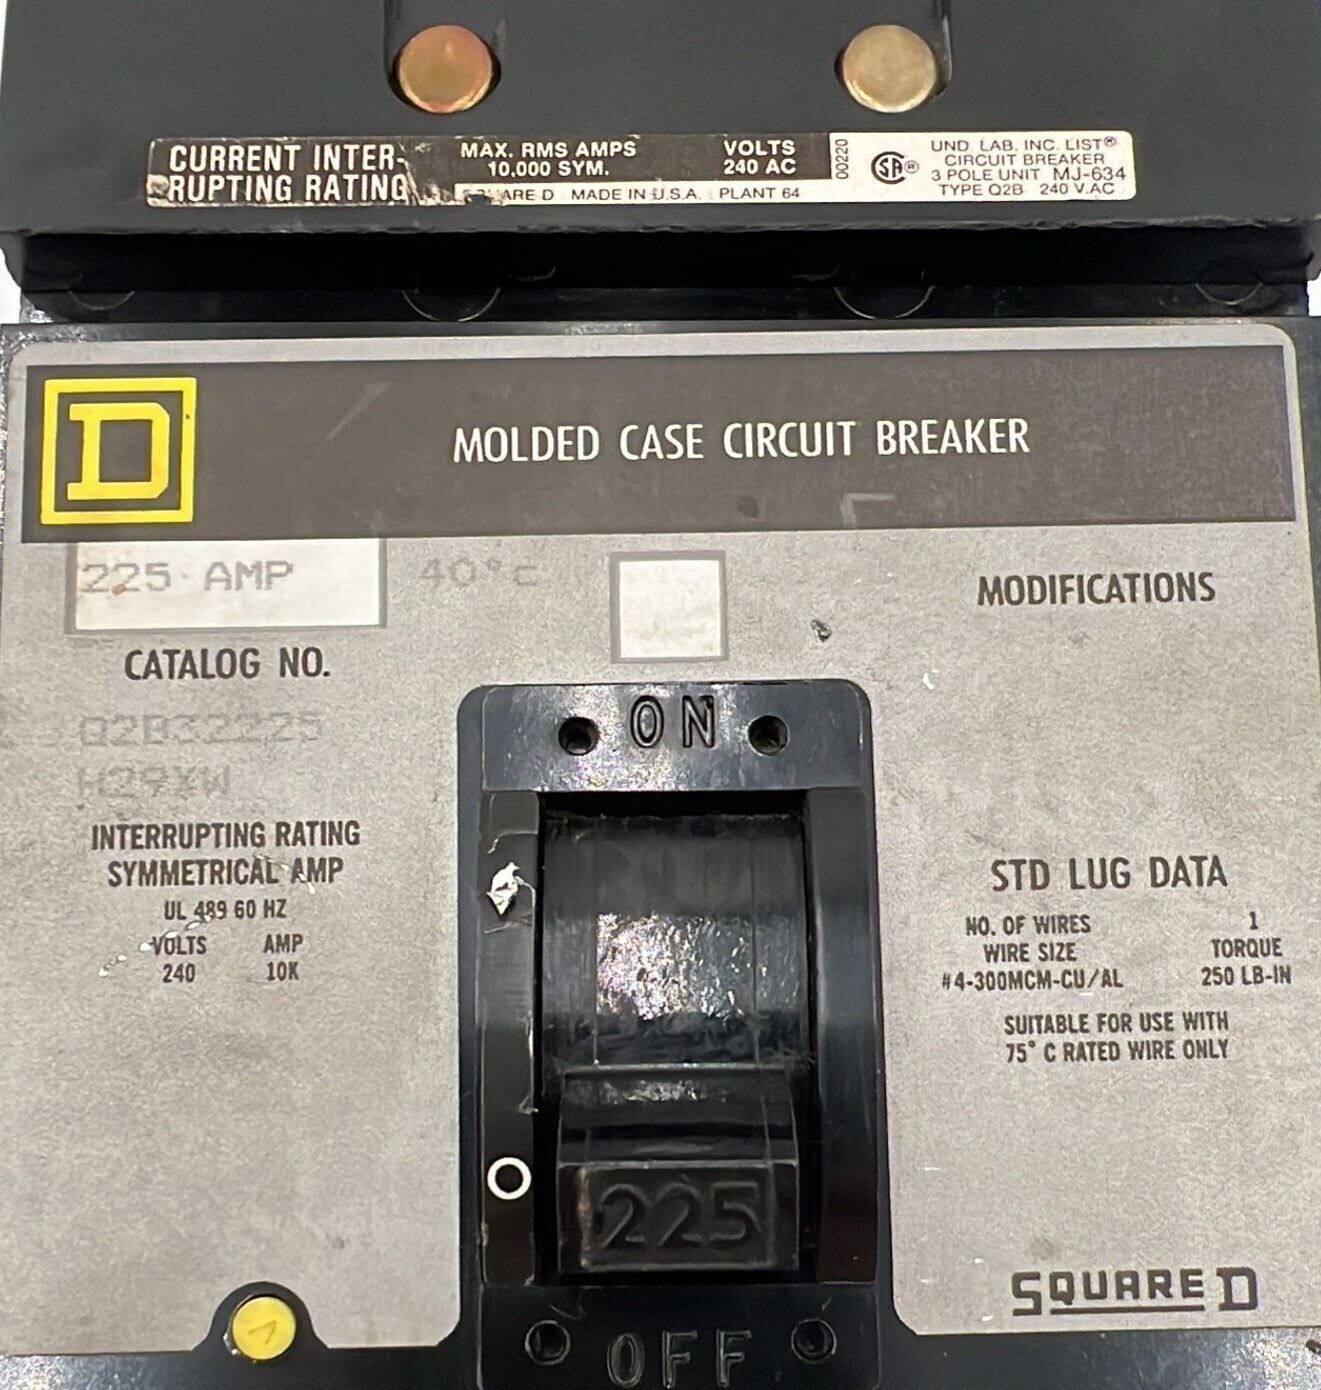 CURRENT INTER-
RUPTING RATING
MAX. RMS AMPS
10,000 SYM.
VOLTS
240 AC
ARE D MADE IN U.S.A. PLANT 64
00220
SA®
UND. LAB. INC. LIST®
CIRCUIT BREAKER
3 POLE UNIT MJ-634
TYPE Q2B 240 V.AC
D
MOLDED CASE CIRCUIT BREAKER
225 AMP
40°C
CATALOG NO.
Q2B32225
H29XW
INTERRUPTING RATING
SYMMETRICAL AMP
UL 489 60 HZ
VOLTS AMP
240 10K
MODIFICATIONS
STD LUG DATA
NO. OF WIRES 1
WIRE SIZE TORQUE
#4-300MCM-CU/AL 250 LB-IN
SUITABLE FOR USE WITH
75° C RATED WIRE ONLY
ON
225
OFF
SQUARE D